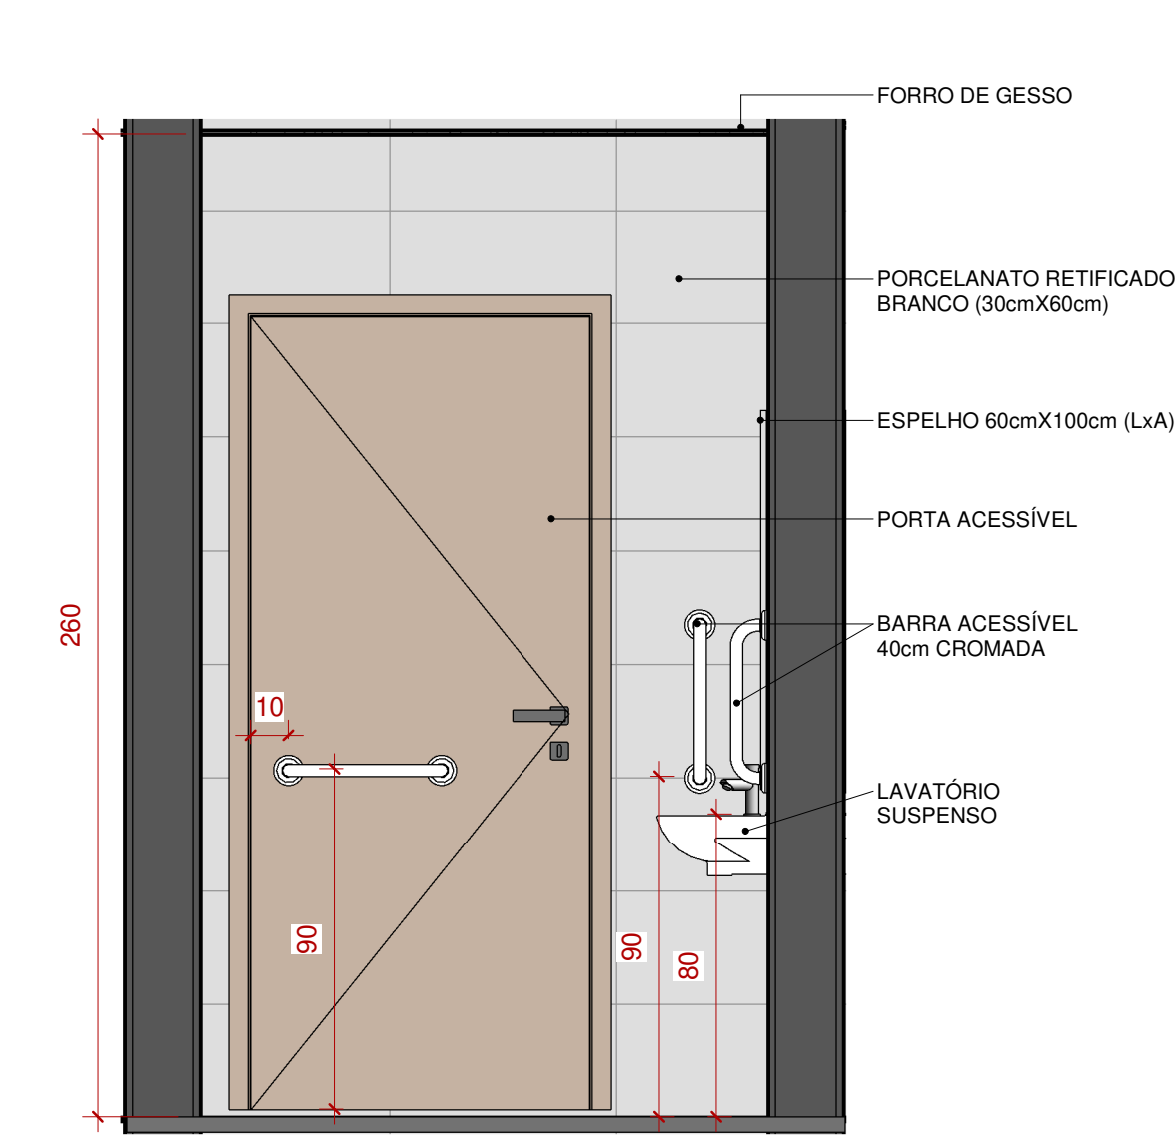 FORRO DE GESSO
PORCELANATO RETIFICADO
BRANCO (30cmX60cm)
ESPELHO 60cmX100cm (LxA)
PORTA ACESSÍVEL
260
BARRA ACESSÍVEL
40cm CROMADA
10
LAVATÓRIO
SUSPENSO
90
90
80